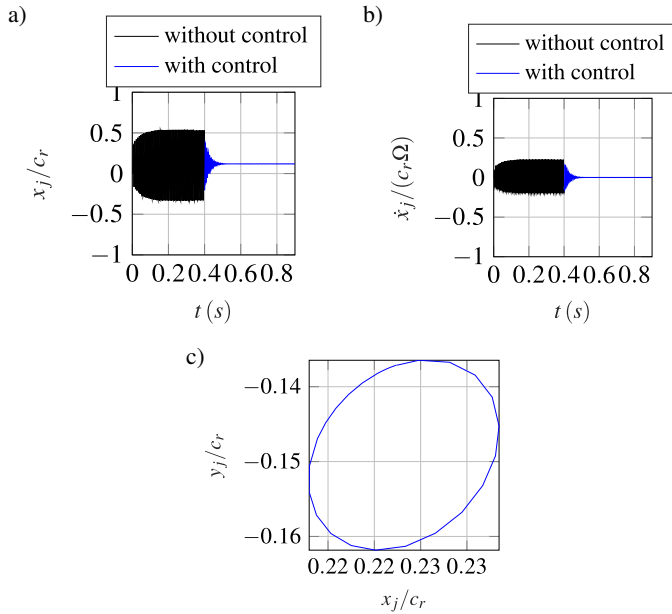 a)
without control
with control
1
0.5
0
−0.5
−1
x_j/c_r
0 0.2 0.4 0.6 0.8
t (s)
b)
without control
with control
1
0.5
0
−0.5
−1
ẋ_j/(c_rΩ)
0 0.2 0.4 0.6 0.8
t (s)
c)
−0.14
−0.15
−0.16
y_j/c_r
0.22 0.22 0.23 0.23
x_j/c_r